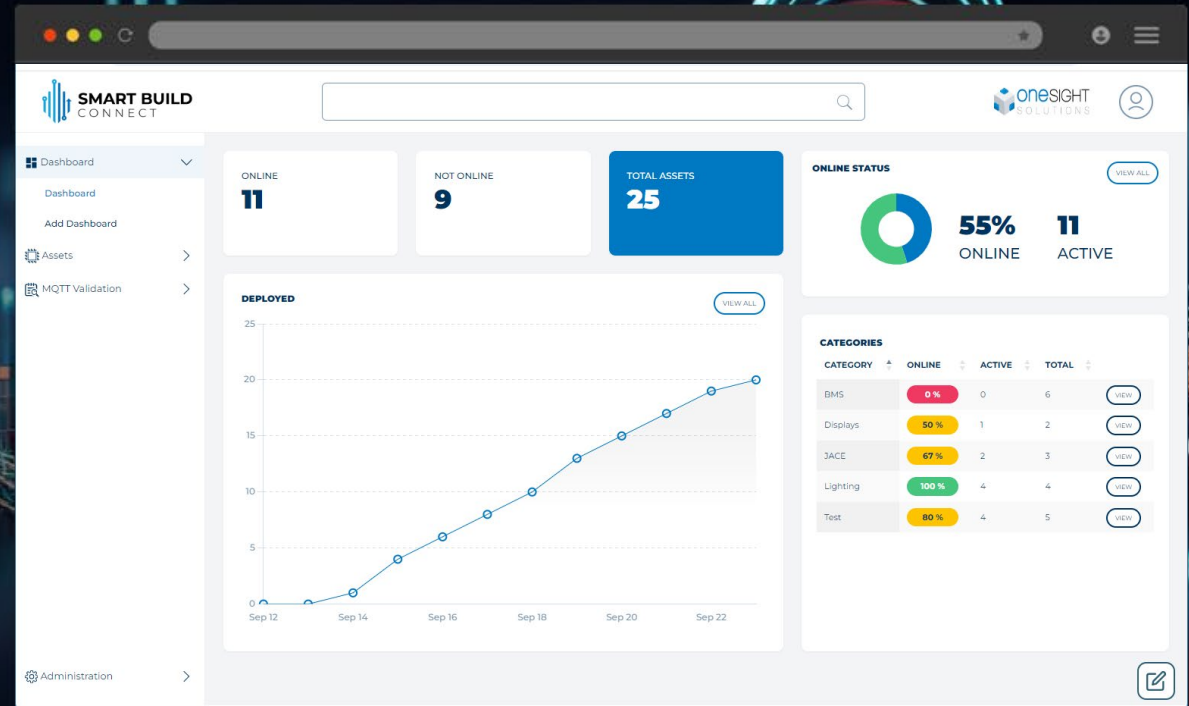 SMART BUILD
CONNECT
oneSIGHT
SOLUTIONS
Dashboard
Dashboard
Add Dashboard
Assets
MQTT Validation
Administration
ONLINE
11
NOT ONLINE
9
TOTAL ASSETS
25
ONLINE STATUS
VIEW ALL
55% 11
ONLINE ACTIVE
DEPLOYED
VIEW ALL
25
20
15
10
5
0
Sep 12 Sep 14 Sep 16 Sep 18 Sep 20 Sep 22
CATEGORIES
CATEGORY ONLINE ACTIVE TOTAL
BMS 0 % 0 6 VIEW
Displays 50 % 1 2 VIEW
JACE 67 % 2 3 VIEW
Lighting 100 % 4 4 VIEW
Test 80 % 4 5 VIEW